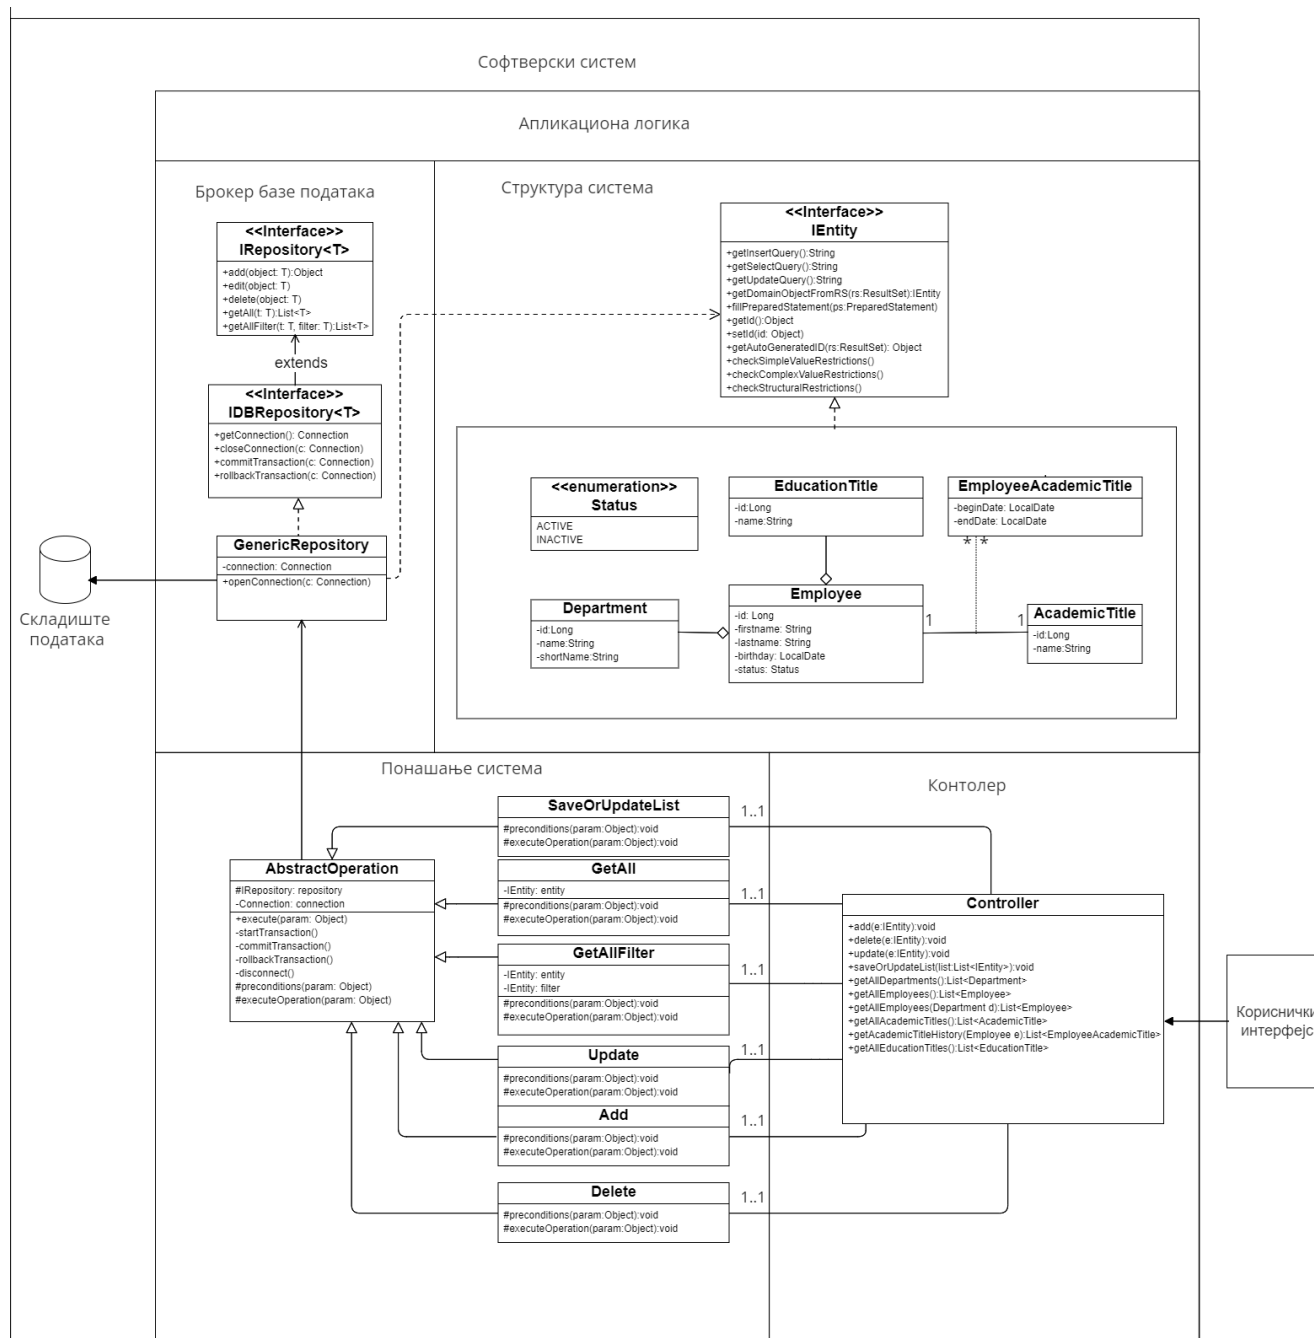 Софтверски систем
Апликациона логика
Брокер базе података
<<Interface>>
IRepository<T>
+add(object: T):Object
+edit(object: T)
+delete(object: T)
+getAll(t: T):List<T>
+getAllFilter(t: T, filter: T):List<T>
extends
<<Interface>>
IDBRepository<T>
+getConnection(): Connection
+closeConnection(c: Connection)
+commitTransaction(c: Connection)
+rollbackTransaction(c: Connection)
GenericRepository
-connection: Connection
+openConnection(c: Connection)
Складиште
података
Структура система
<<Interface>>
IEntity
+getInsertQuery():String
+getSelectQuery():String
+getUpdateQuery():String
+getDomainObjectFromRS(rs:ResultSet):IEntity
+fillPreparedStatement(ps:PreparedStatement)
+getId():Object
+setId(id: Object)
+getAutoGeneratedID(rs:ResultSet): Object
+checkSimpleValueRestrictions()
+checkComplexValueRestrictions()
+checkStructuralRestrictions()
<<enumeration>>
Status
ACTIVE
INACTIVE
EducationTitle
-id:Long
-name:String
EmployeeAcademicTitle
-beginDate: LocalDate
-endDate: LocalDate
* *
Department
-id:Long
-name:String
-shortName:String
Employee
-id: Long
-firstname: String
-lastname: String
-birthday: LocalDate
-status: Status
1
1
AcademicTitle
-id:Long
-name:String
Понашање система
AbstractOperation
#IRepository: repository
-Connection: connection
+execute(param: Object)
-startTransaction()
-commitTransaction()
-rollbackTransaction()
-disconnect()
#preconditions(param: Object)
#executeOperation(param: Object)
SaveOrUpdateList
#preconditions(param:Object):void
#executeOperation(param:Object):void
1..1
GetAll
-IEntity: entity
#preconditions(param:Object):void
#executeOperation(param:Object):void
1..1
GetAllFilter
-IEntity: entity
-IEntity: filter
#preconditions(param:Object):void
#executeOperation(param:Object):void
1..1
Update
#preconditions(param:Object):void
#executeOperation(param:Object):void
1..1
Add
#preconditions(param:Object):void
#executeOperation(param:Object):void
1..1
Delete
#preconditions(param:Object):void
#executeOperation(param:Object):void
1..1
Контолер
Controller
+add(e:IEntity):void
+delete(e:IEntity):void
+update(e:IEntity):void
+saveOrUpdateList(list:List<IEntity>):void
+getAllDepartments():List<Department>
+getAllEmployees():List<Employee>
+getAllEmployees(Department d):List<Employee>
+getAllAcademicTitles():List<AcademicTitle>
+getAcademicTitleHistory(Employee e):List<EmployeeAcademicTitle>
+getAllEducationTitles():List<EducationTitle>
Кориснички
интерфејс